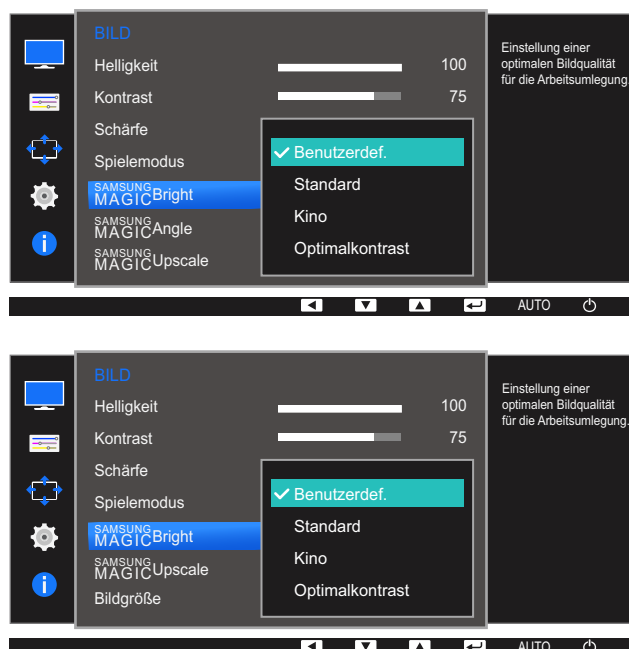 BILD
Helligkeit 100
Kontrast 75
Schärfe
Spielemodus
SAMSUNG MAGIC Bright
SAMSUNG MAGIC Angle
SAMSUNG MAGIC Upscale
Benutzerdef.
Standard
Kino
Optimalkontrast
Einstellung einer
optimalen Bildqualität
für die Arbeitsumlegung.
AUTO
BILD
Helligkeit 100
Kontrast 75
Schärfe
Spielemodus
SAMSUNG MAGIC Bright
SAMSUNG MAGIC Upscale
Bildgröße
Benutzerdef.
Standard
Kino
Optimalkontrast
Einstellung einer
optimalen Bildqualität
für die Arbeitsumlegung.
AUTO